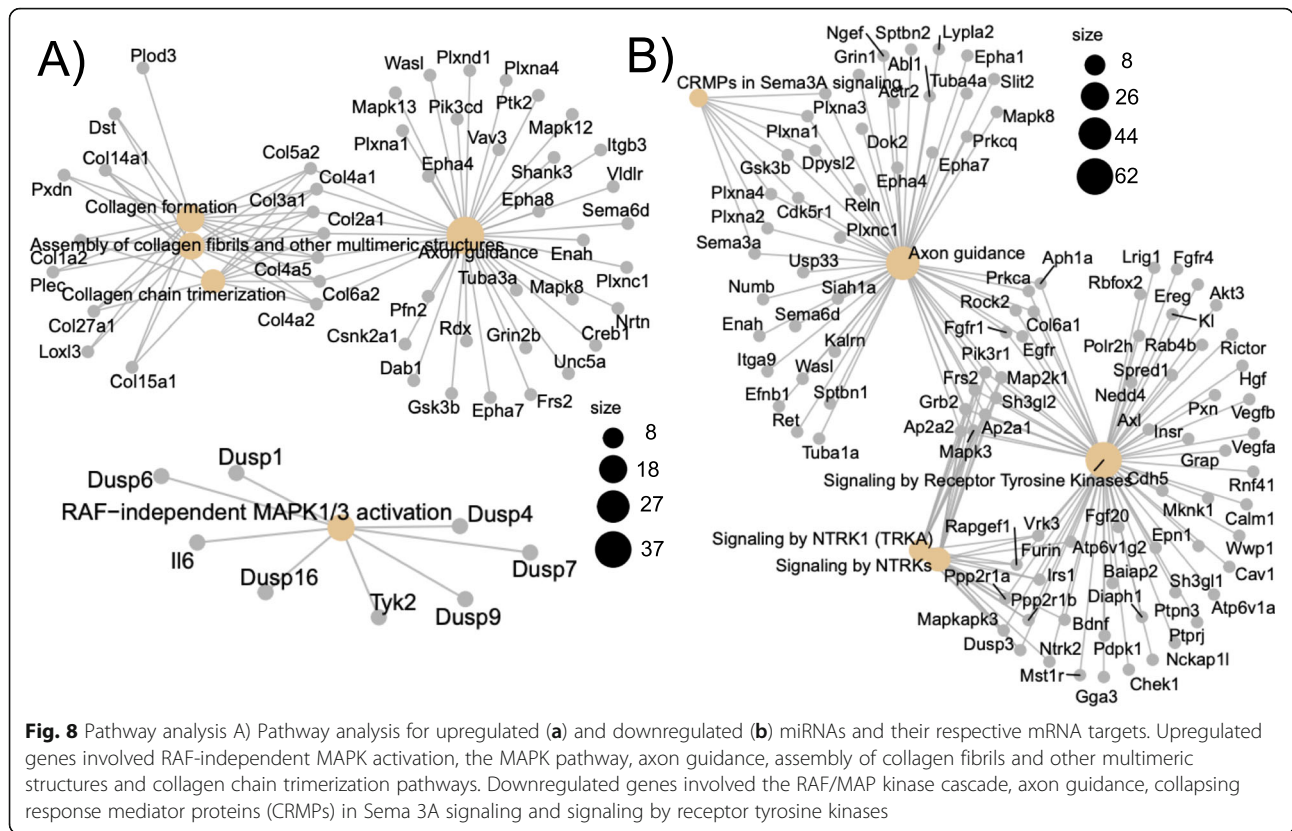 A)
Plod3
Dst
Col14a1
Pxdn
Collagen formation
Assembly of collagen fibrils and other multimeric structures
Col1a2
Plec
Collagen chain trimerization
Col27a1
Loxl3
Col15a1
Col5a2
Col4a1
Col3a1
Col2a1
Col4a5
Col6a2
Col4a2
Wasl
Plxnd1
Plxna4
Mapk13
Pik3cd
Ptk2
Plxna1
Vav3
Mapk12
Epha4
Shank3
Itgb3
Vldlr
Epha8
Sema6d
Axon guidance
Enah
Tuba3a
Mapk8
Plxnc1
Pfn2
Nrtn
Csnk2a1
Rdx
Grin2b
Creb1
Dab1
Unc5a
Gsk3b
Epha7
Frs2
size
8
18
27
37
Dusp6
Dusp1
RAF−independent MAPK1/3 activation
Dusp4
Il6
Dusp7
Dusp16
Tyk2
Dusp9
B)
Ngef
Sptbn2
Lypla2
Grin1
Abl1
Epha1
CRMPs in Sema3A signaling
Tuba4a
Slit2
Actr2
Plxna3
Mapk8
Plxna1
Dok2
Prkcq
Gsk3b
Dpysl2
Epha7
Epha4
Plxna4
Cdk5r1
Reln
Plxna2
Plxnc1
Sema3a
Usp33
Axon guidance
Numb
Siah1a
Sema6d
Enah
Kalrn
Itga9
Wasl
Efnb1
Sptbn1
Ret
Tuba1a
size
8
26
44
62
Prkca
Aph1a
Rock2
Col6a1
Fgfr1
Egfr
Pik3r1
Frs2
Map2k1
Grb2
Sh3gl2
Ap2a2
Ap2a1
Mapk3
Lrig1
Fgfr4
Rbfox2
Ereg
Akt3
Kl
Polr2h
Rab4b
Rictor
Spred1
Hgf
Nedd4
Pxn
Vegfb
Axl
Insr
Vegfa
Grap
Signaling by Receptor Tyrosine Kinases
Cdh5
Rnf41
Mknk1
Calm1
Signaling by NTRK1 (TRKA)
Signaling by NTRKs
Rapgef1
Vrk3
Fgf20
Furin
Atp6v1g2
Epn1
Wwp1
Ppp2r1a
Irs1
Baiap2
Sh3gl1
Cav1
Ppp2r1b
Diaph1
Ptpn3
Atp6v1a
Mapkapk3
Bdnf
Ptprj
Dusp3
Ntrk2
Pdpk1
Nckap1l
Mst1r
Chek1
Gga3
Fig. 8 Pathway analysis A) Pathway analysis for upregulated (a) and downregulated (b) miRNAs and their respective mRNA targets. Upregulated
genes involved RAF-independent MAPK activation, the MAPK pathway, axon guidance, assembly of collagen fibrils and other multimeric
structures and collagen chain trimerization pathways. Downregulated genes involved the RAF/MAP kinase cascade, axon guidance, collapsing
response mediator proteins (CRMPs) in Sema 3A signaling and signaling by receptor tyrosine kinases